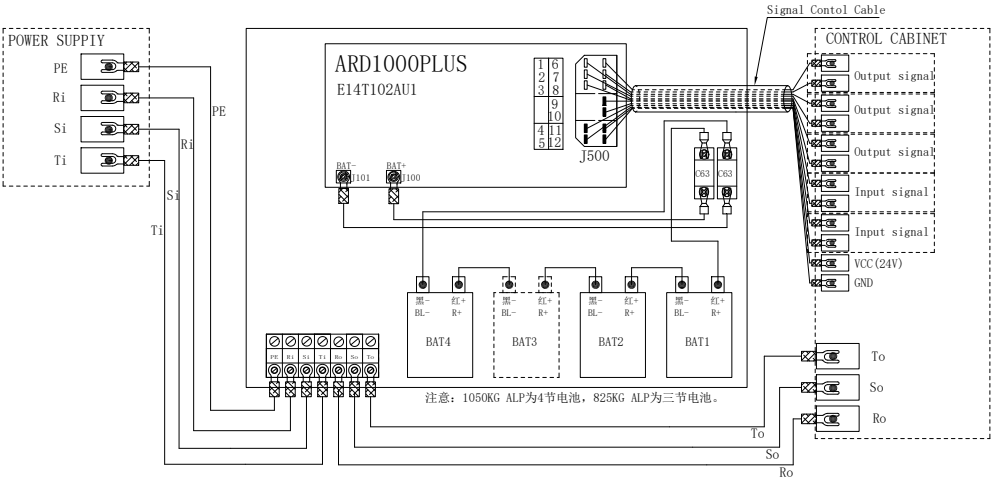 Signal Contol Cable
POWER SUPPIY
PE
Ri
Si
Ti
PE
Ri
Si
Ti
ARD1000PLUS
E14T102AU1
1 6
2 7
3 8
9
10
4 11
5 12
J500
BAT-
J101
BAT+
J100
C63
C63
黑-
BL-
红+
R+
BAT4
黑-
BL-
红+
R+
BAT3
黑-
BL-
红+
R+
BAT2
黑-
BL-
红+
R+
BAT1
PE Ri Si Ti Ro So To
注意：1050KG ALP为4节电池，825KG ALP为三节电池。
CONTROL CABINET
Output signal
Output signal
Output signal
Input signal
Input signal
VCC(24V)
GND
To
So
Ro
To
So
Ro